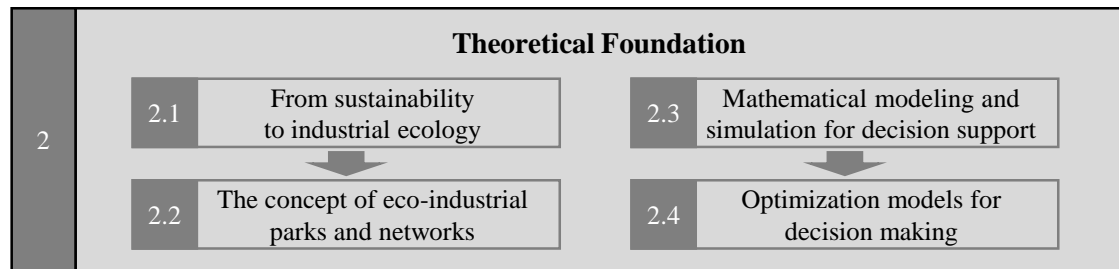 2
Theoretical Foundation
2.1
From sustainability
to industrial ecology
2.2
The concept of eco-industrial
parks and networks
2.3
Mathematical modeling and
simulation for decision support
2.4
Optimization models for
decision making